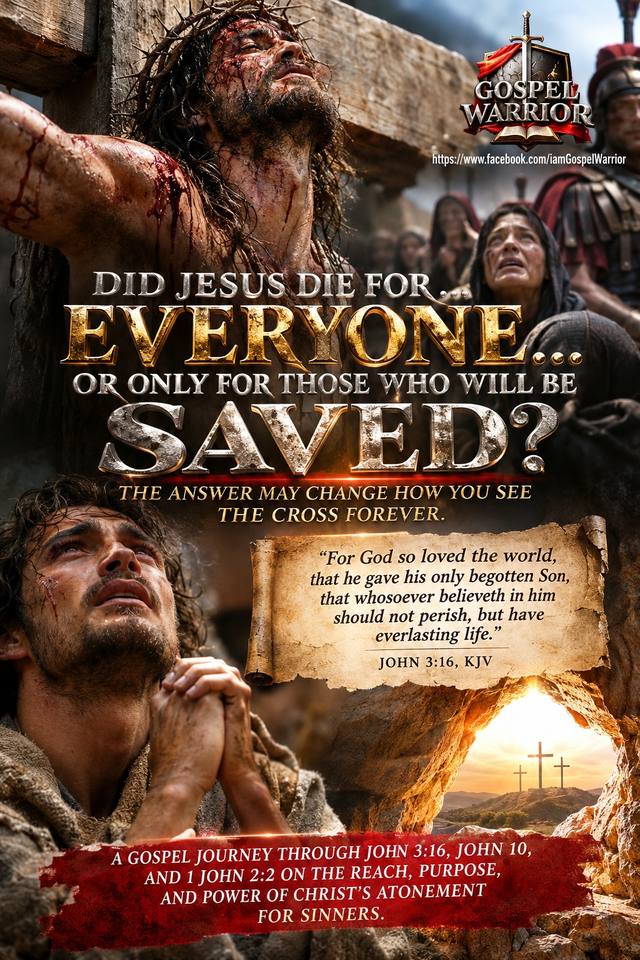 GOSPEL
WARRIOR
https://www.facebook.com/iamGospelWarrior
DID JESUS DIE FOR...
EVERYONE...
OR ONLY FOR THOSE WHO WILL BE
SAVED?
THE ANSWER MAY CHANGE HOW YOU SEE
THE CROSS FOREVER.
“For God so loved the world,
that he gave his only begotten Son,
that whosoever believeth in him
should not perish, but have
everlasting life.”
JOHN 3:16, KJV
A GOSPEL JOURNEY THROUGH JOHN 3:16, JOHN 10,
AND 1 JOHN 2:2 ON THE REACH, PURPOSE,
AND POWER OF CHRIST’S ATONEMENT
FOR SINNERS.